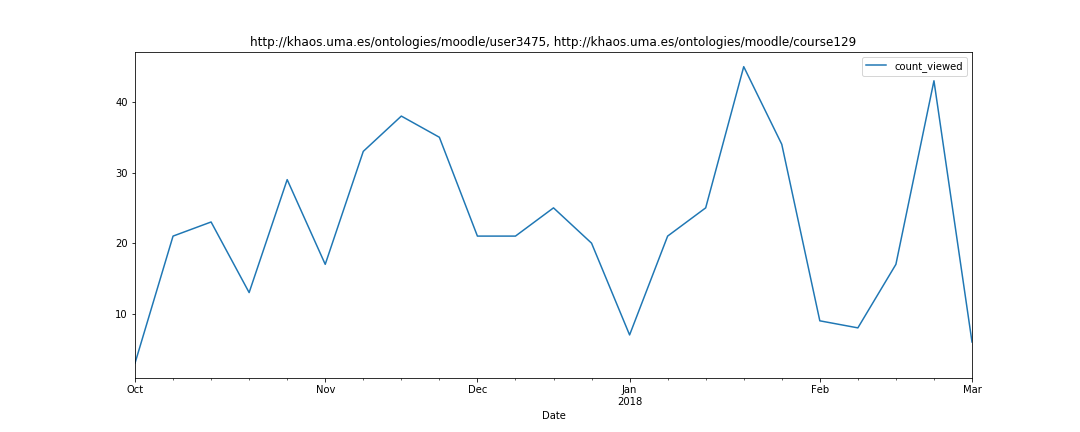 http://khaos.uma.es/ontologies/moodle/user3475, http://khaos.uma.es/ontologies/moodle/course129
count_viewed
40
30
20
10
Oct Nov Dec Jan Feb Mar
2018
Date